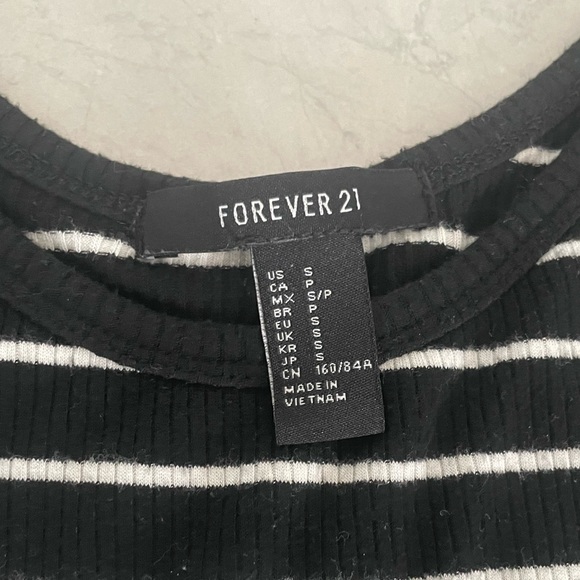 FOREVER 21
US S
CA P
MX S/P
BR P
EU S
UK S
KR S
JP S
CN 160/84A
MADE IN
VIETNAM